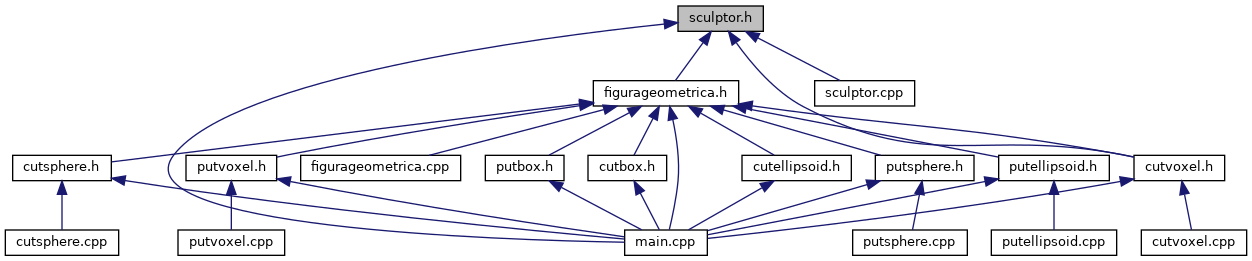 sculptor.h
figurageometrica.h
sculptor.cpp
cutsphere.h
putvoxel.h
figurageometrica.cpp
putbox.h
cutbox.h
cutellipsoid.h
putsphere.h
putellipsoid.h
cutvoxel.h
cutsphere.cpp
putvoxel.cpp
main.cpp
putsphere.cpp
putellipsoid.cpp
cutvoxel.cpp